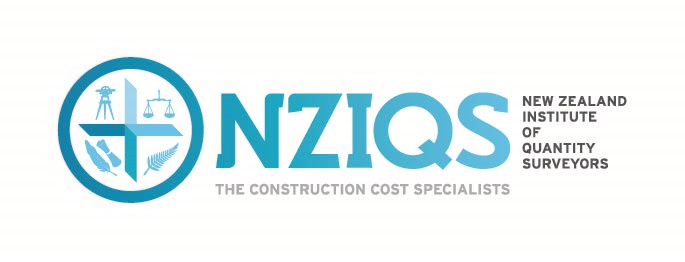 NZIQS
NEW ZEALAND
INSTITUTE
OF
QUANTITY
SURVEYORS
THE CONSTRUCTION COST SPECIALISTS